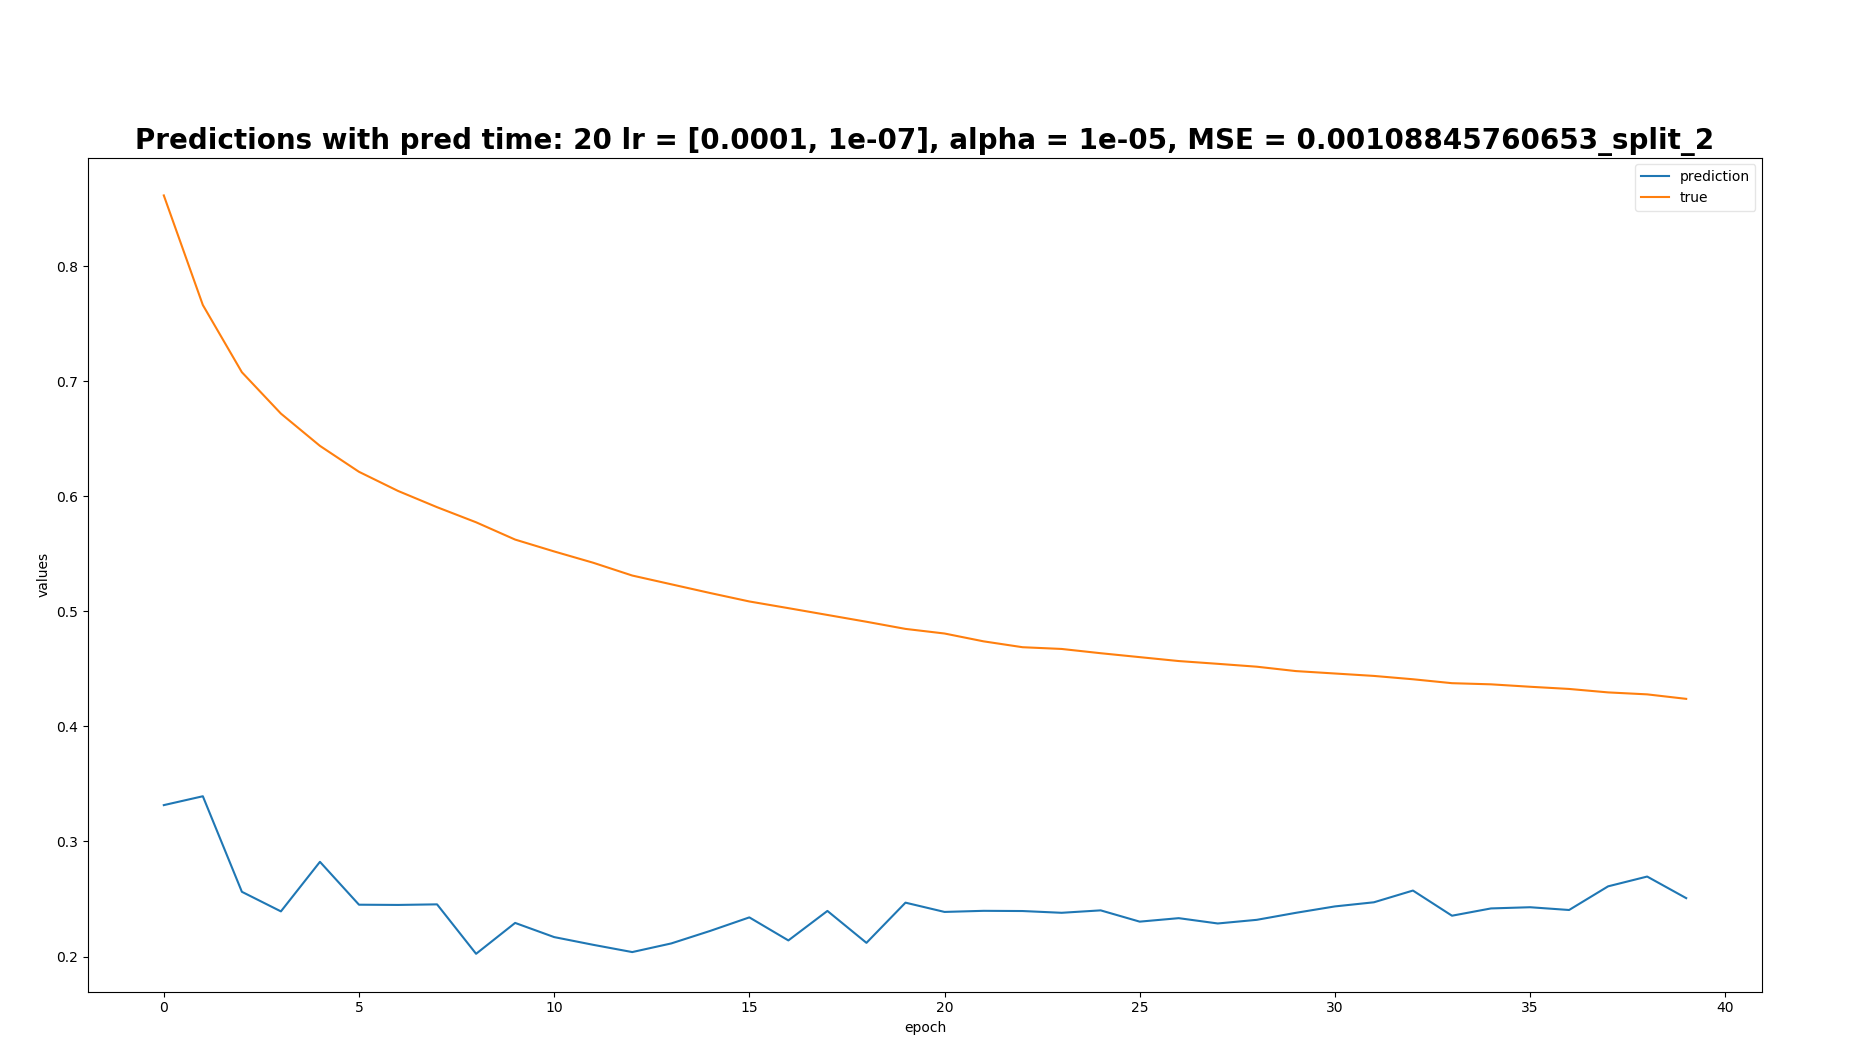 Predictions with pred time: 20 lr = [0.0001, 1e-07], alpha = 1e-05, MSE = 0.00108845760653_split_2
prediction
true
values
0.8
0.7
0.6
0.5
0.4
0.3
0.2
0 5 10 15 20 25 30 35 40
epoch